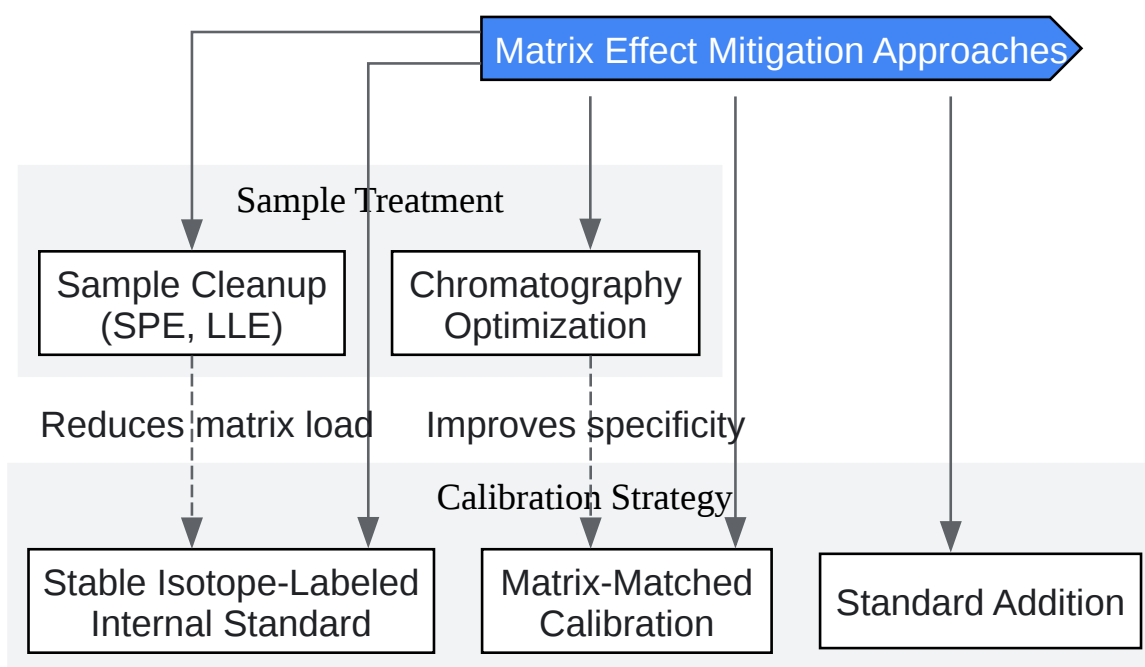 Matrix Effect Mitigation Approaches
Sample Treatment
Sample Cleanup
(SPE, LLE)
Chromatography
Optimization
Reduces matrix load
Improves specificity
Calibration Strategy
Stable Isotope-Labeled
Internal Standard
Matrix-Matched
Calibration
Standard Addition